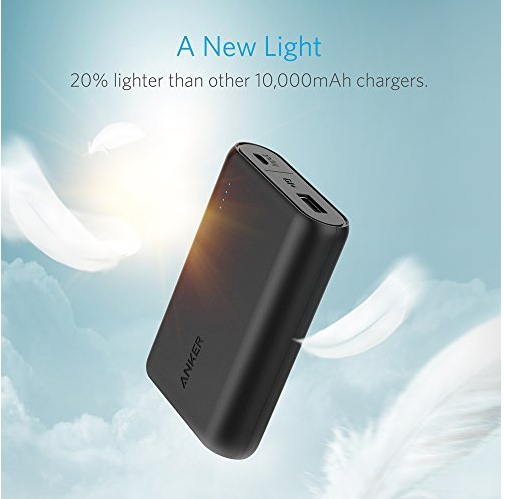 A New Light
20% lighter than other 10,000mAh chargers.
ANKER